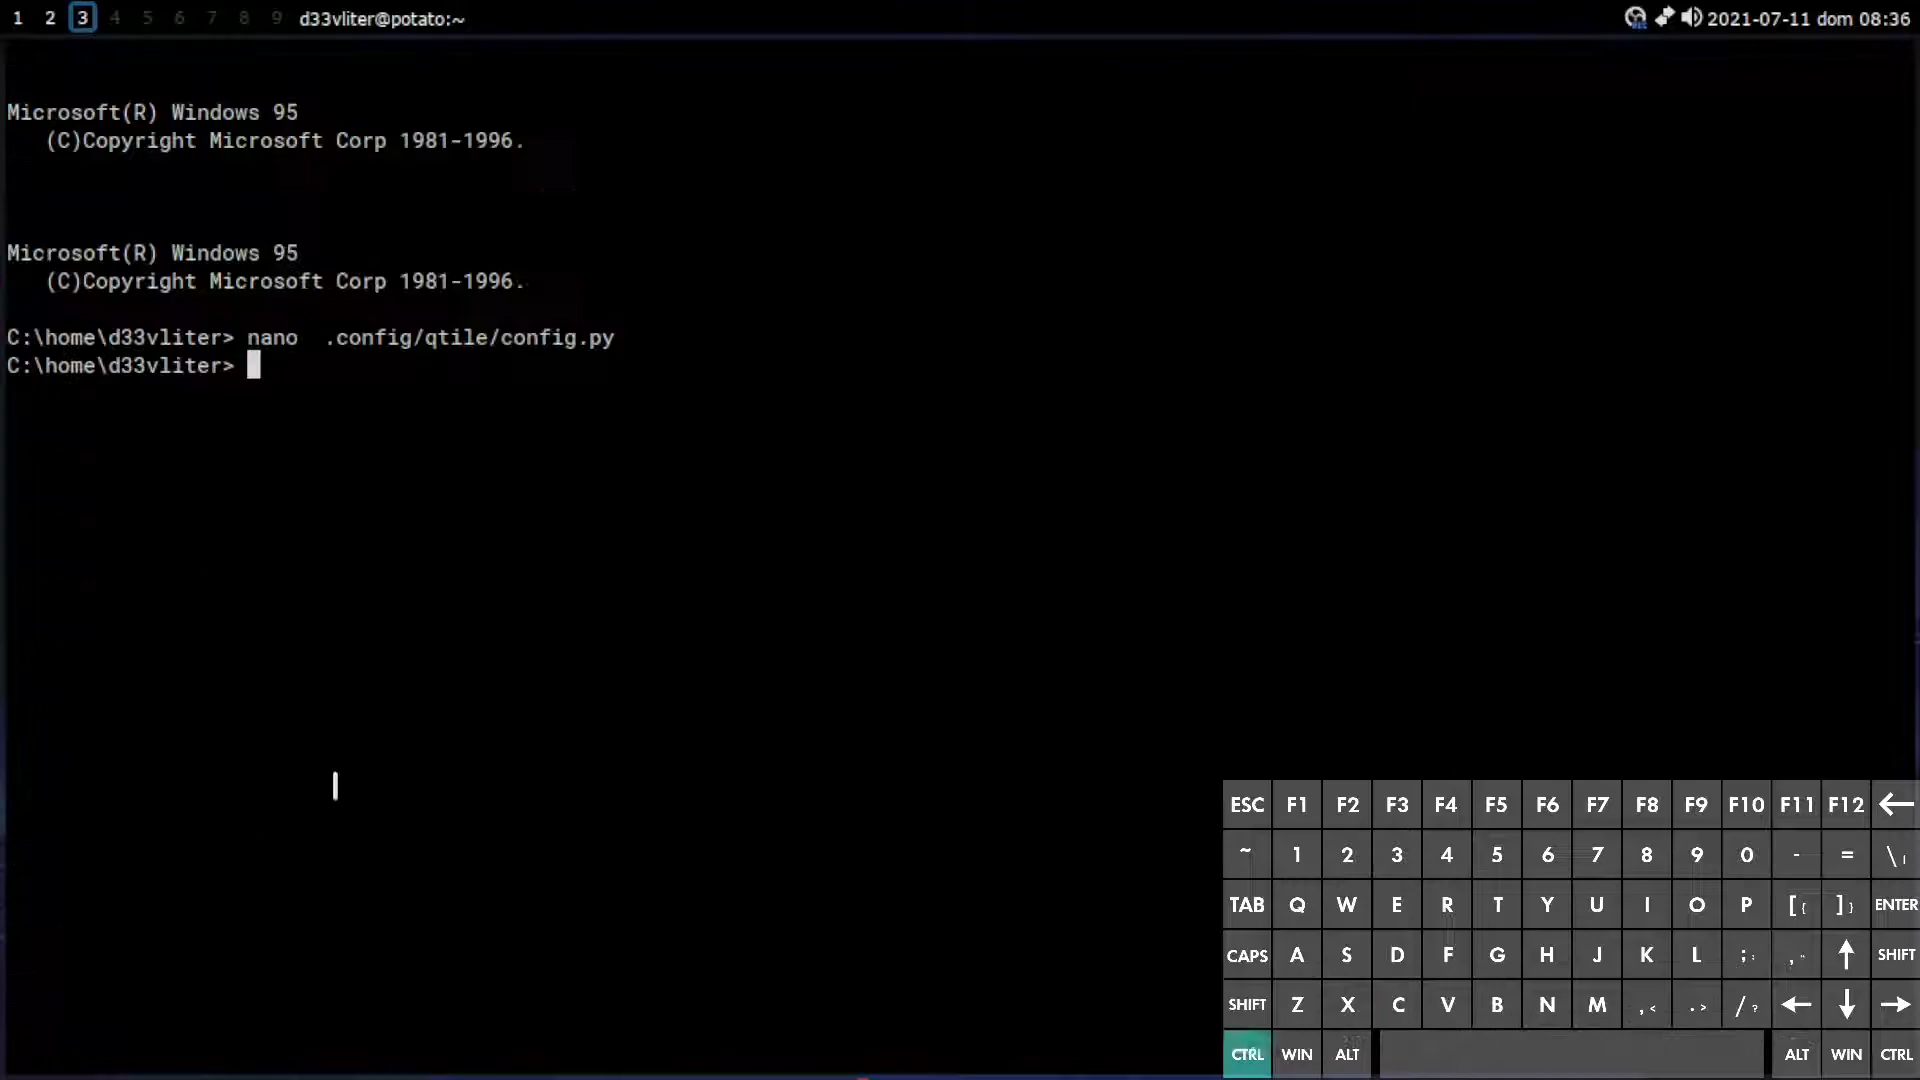 1 2 3 4 5 6 7 8 9 d33vliter@potato:~ 2021-07-11 dom 08:36
Microsoft(R) Windows 95
(C)Copyright Microsoft Corp 1981-1996.
Microsoft(R) Windows 95
(C)Copyright Microsoft Corp 1981-1996.
C:\home\d33vliter> nano  .config/qtile/config.py
C:\home\d33vliter>
ESC F1 F2 F3 F4 F5 F6 F7 F8 F9 F10 F11 F12 ←
~ 1 2 3 4 5 6 7 8 9 0 - = \ |
TAB Q W E R T Y U I O P [ { ] } ENTER
CAPS A S D F G H J K L ; : , " ↑ SHIFT
SHIFT Z X C V B N M , < . > / ? ← ↓ →
CTRL WIN ALT ALT WIN CTRL